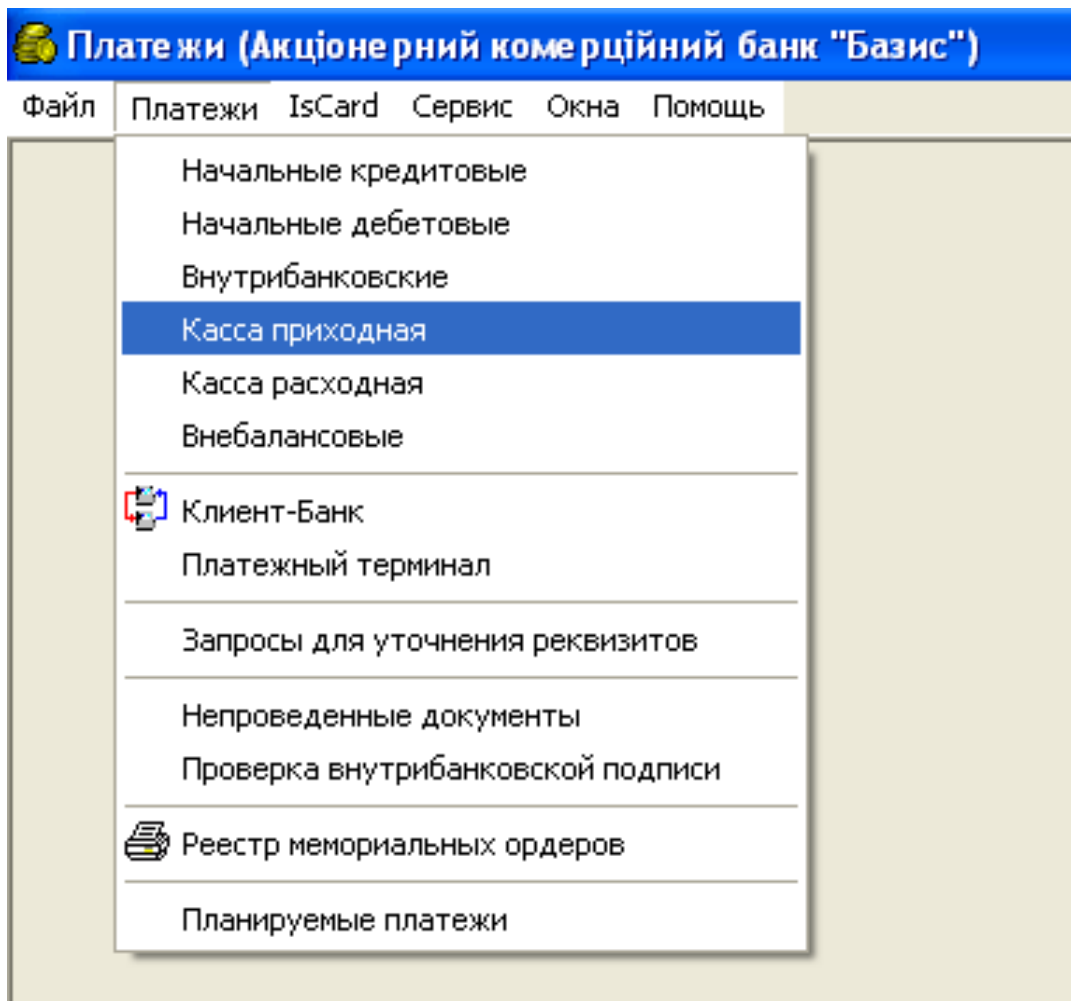 Платежи (Акціонерний комерційний банк "Базис")
Файл Платежи IsCard Сервис Окна Помощь
Начальные кредитовые
Начальные дебетовые
Внутрибанковские
Касса приходная
Касса расходная
Внебалансовые
Клиент-Банк
Платежный терминал
Запросы для уточнения реквизитов
Непроведенные документы
Проверка внутрибанковской подписи
Реестр мемориальных ордеров
Планируемые платежи